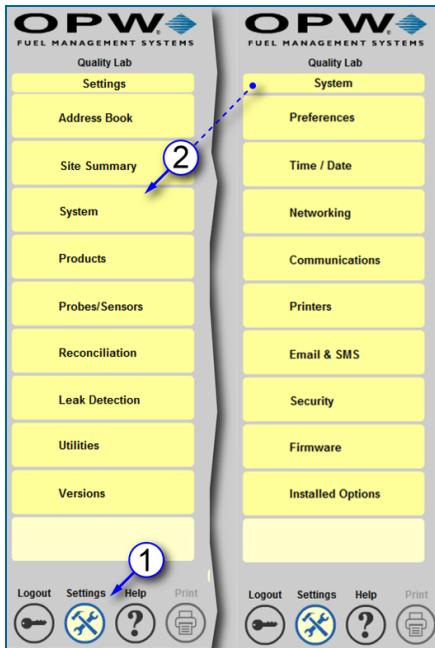 OPW
FUEL MANAGEMENT SYSTEMS
Quality Lab
Settings
Address Book
Site Summary
2
System
Products
Probes/Sensors
Reconciliation
Leak Detection
Utilities
Versions
1
Logout Settings Help Print
?
OPW
FUEL MANAGEMENT SYSTEMS
Quality Lab
System
Preferences
Time / Date
Networking
Communications
Printers
Email & SMS
Security
Firmware
Installed Options
Logout Settings Help Print
?